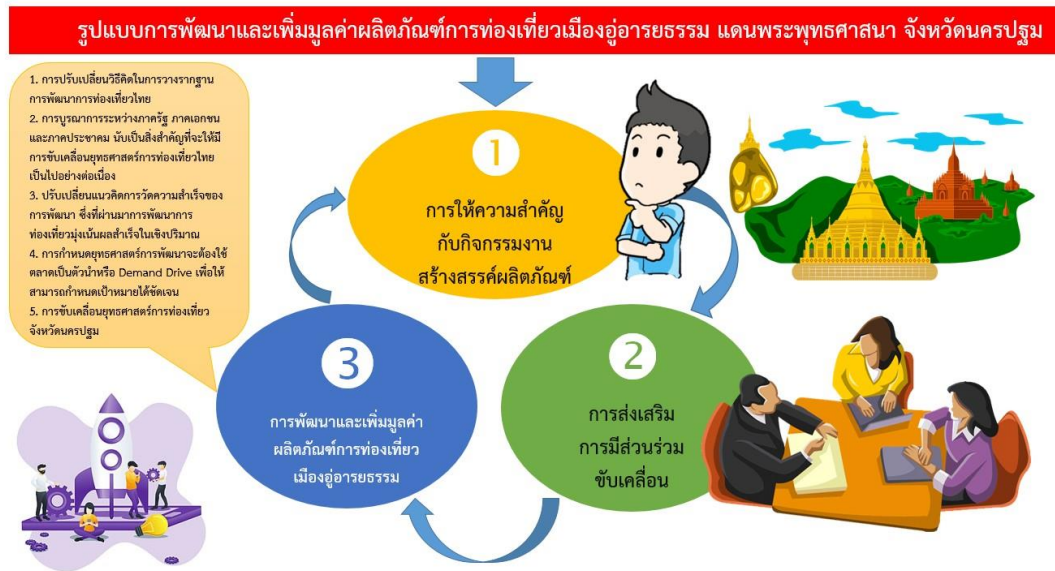 รูปแบบการพัฒนาและเพิ่มมูลค่าผลิตภัณฑ์การท่องเที่ยวเมืองอู่อารยธรรม แดนพระพุทธศาสนา จังหวัดนครปฐม
1. การปรับเปลี่ยนวิธีคิดในการวางรากฐาน
การพัฒนาการท่องเที่ยวไทย
2. การบูรณาการระหว่างภาครัฐ ภาคเอกชน
และภาคประชาคม นับเป็นสิ่งสำคัญที่จะให้มี
การขับเคลื่อนยุทธศาสตร์การท่องเที่ยวไทย
เป็นไปอย่างต่อเนื่อง
3. ปรับเปลี่ยนแนวคิดการวัดความสำเร็จของ
การพัฒนา ซึ่งที่ผ่านมาการพัฒนาการ
ท่องเที่ยวมุ่งเน้นผลสำเร็จในเชิงปริมาณ
4. การกำหนดยุทธศาสตร์การพัฒนาจะต้องใช้
ตลาดเป็นตัวนำหรือ Demand Drive เพื่อให้
สามารถกำหนดเป้าหมายได้ชัดเจน
5. การขับเคลื่อนยุทธศาสตร์การท่องเที่ยว
จังหวัดนครปฐม
1
การให้ความสำคัญ
กับกิจกรรมงาน
สร้างสรรค์ผลิตภัณฑ์
2
การส่งเสริม
การมีส่วนร่วม
ขับเคลื่อน
3
การพัฒนาและเพิ่มมูลค่า
ผลิตภัณฑ์การท่องเที่ยว
เมืองอู่อารยธรรม